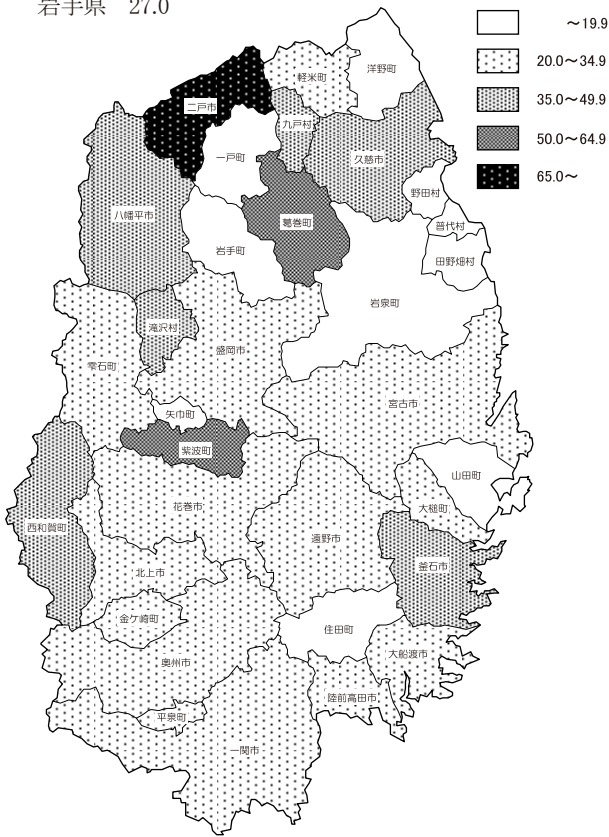 岩手県　27.0
～19.9
20.0～34.9
35.0～49.9
50.0～64.9
65.0～
洋野町
軽米町
二戸市
九戸村
一戸町
久慈市
野田村
八幡平市
葛巻町
普代村
岩手町
田野畑村
岩泉町
滝沢村
盛岡市
雫石町
宮古市
矢巾町
紫波町
山田町
花巻市
大槌町
西和賀町
遠野市
釜石市
北上市
金ケ崎町
住田町
大船渡市
奥州市
陸前高田市
平泉町
一関市